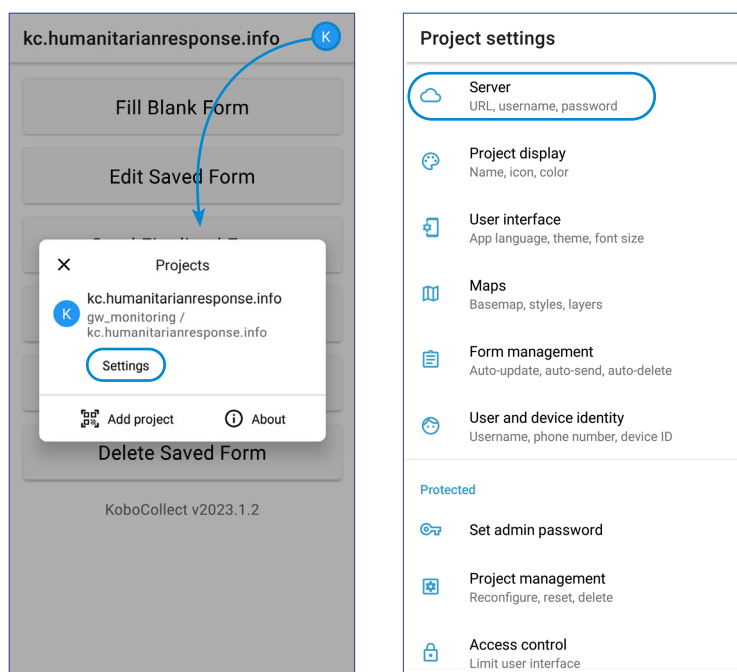 kc.humanitarianresponse.info
K
Fill Blank Form
Edit Saved Form
Projects
K
kc.humanitarianresponse.info
gw_monitoring /
kc.humanitarianresponse.info
Settings
Add project
About
Delete Saved Form
KoboCollect v2023.1.2
Project settings
Server
URL, username, password
Project display
Name, icon, color
User interface
App language, theme, font size
Maps
Basemap, styles, layers
Form management
Auto-update, auto-send, auto-delete
User and device identity
Username, phone number, device ID
Protected
Set admin password
Project management
Reconfigure, reset, delete
Access control
Limit user interface